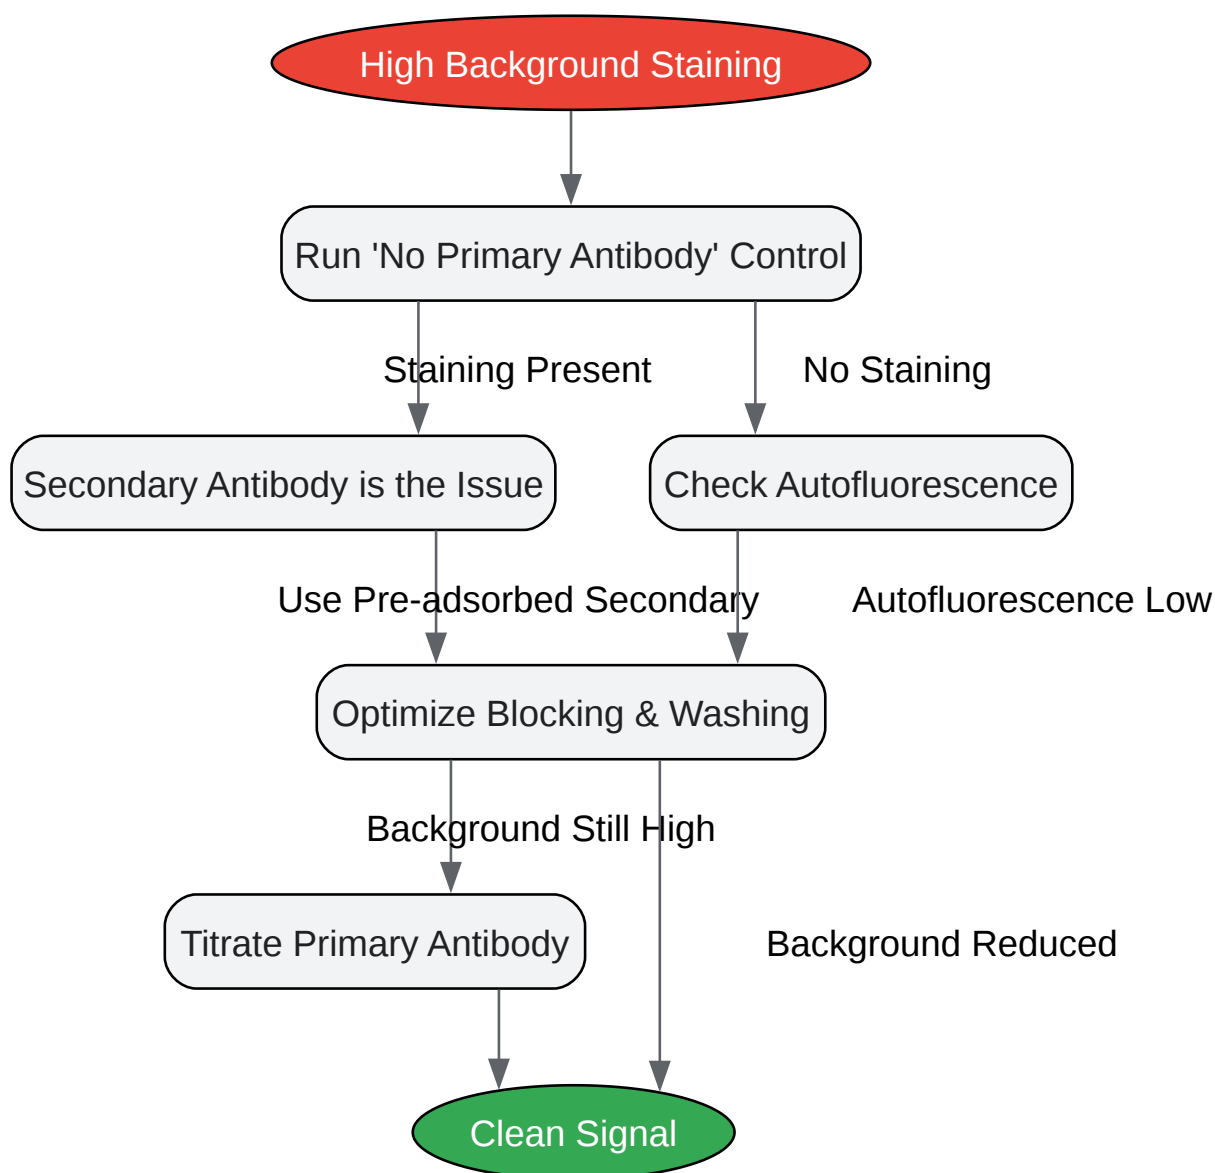 High Background Staining
Run 'No Primary Antibody' Control
Staining Present
No Staining
Secondary Antibody is the Issue
Check Autofluorescence
Use Pre-adsorbed Secondary
Autofluorescence Low
Optimize Blocking & Washing
Background Still High
Titrate Primary Antibody
Background Reduced
Clean Signal